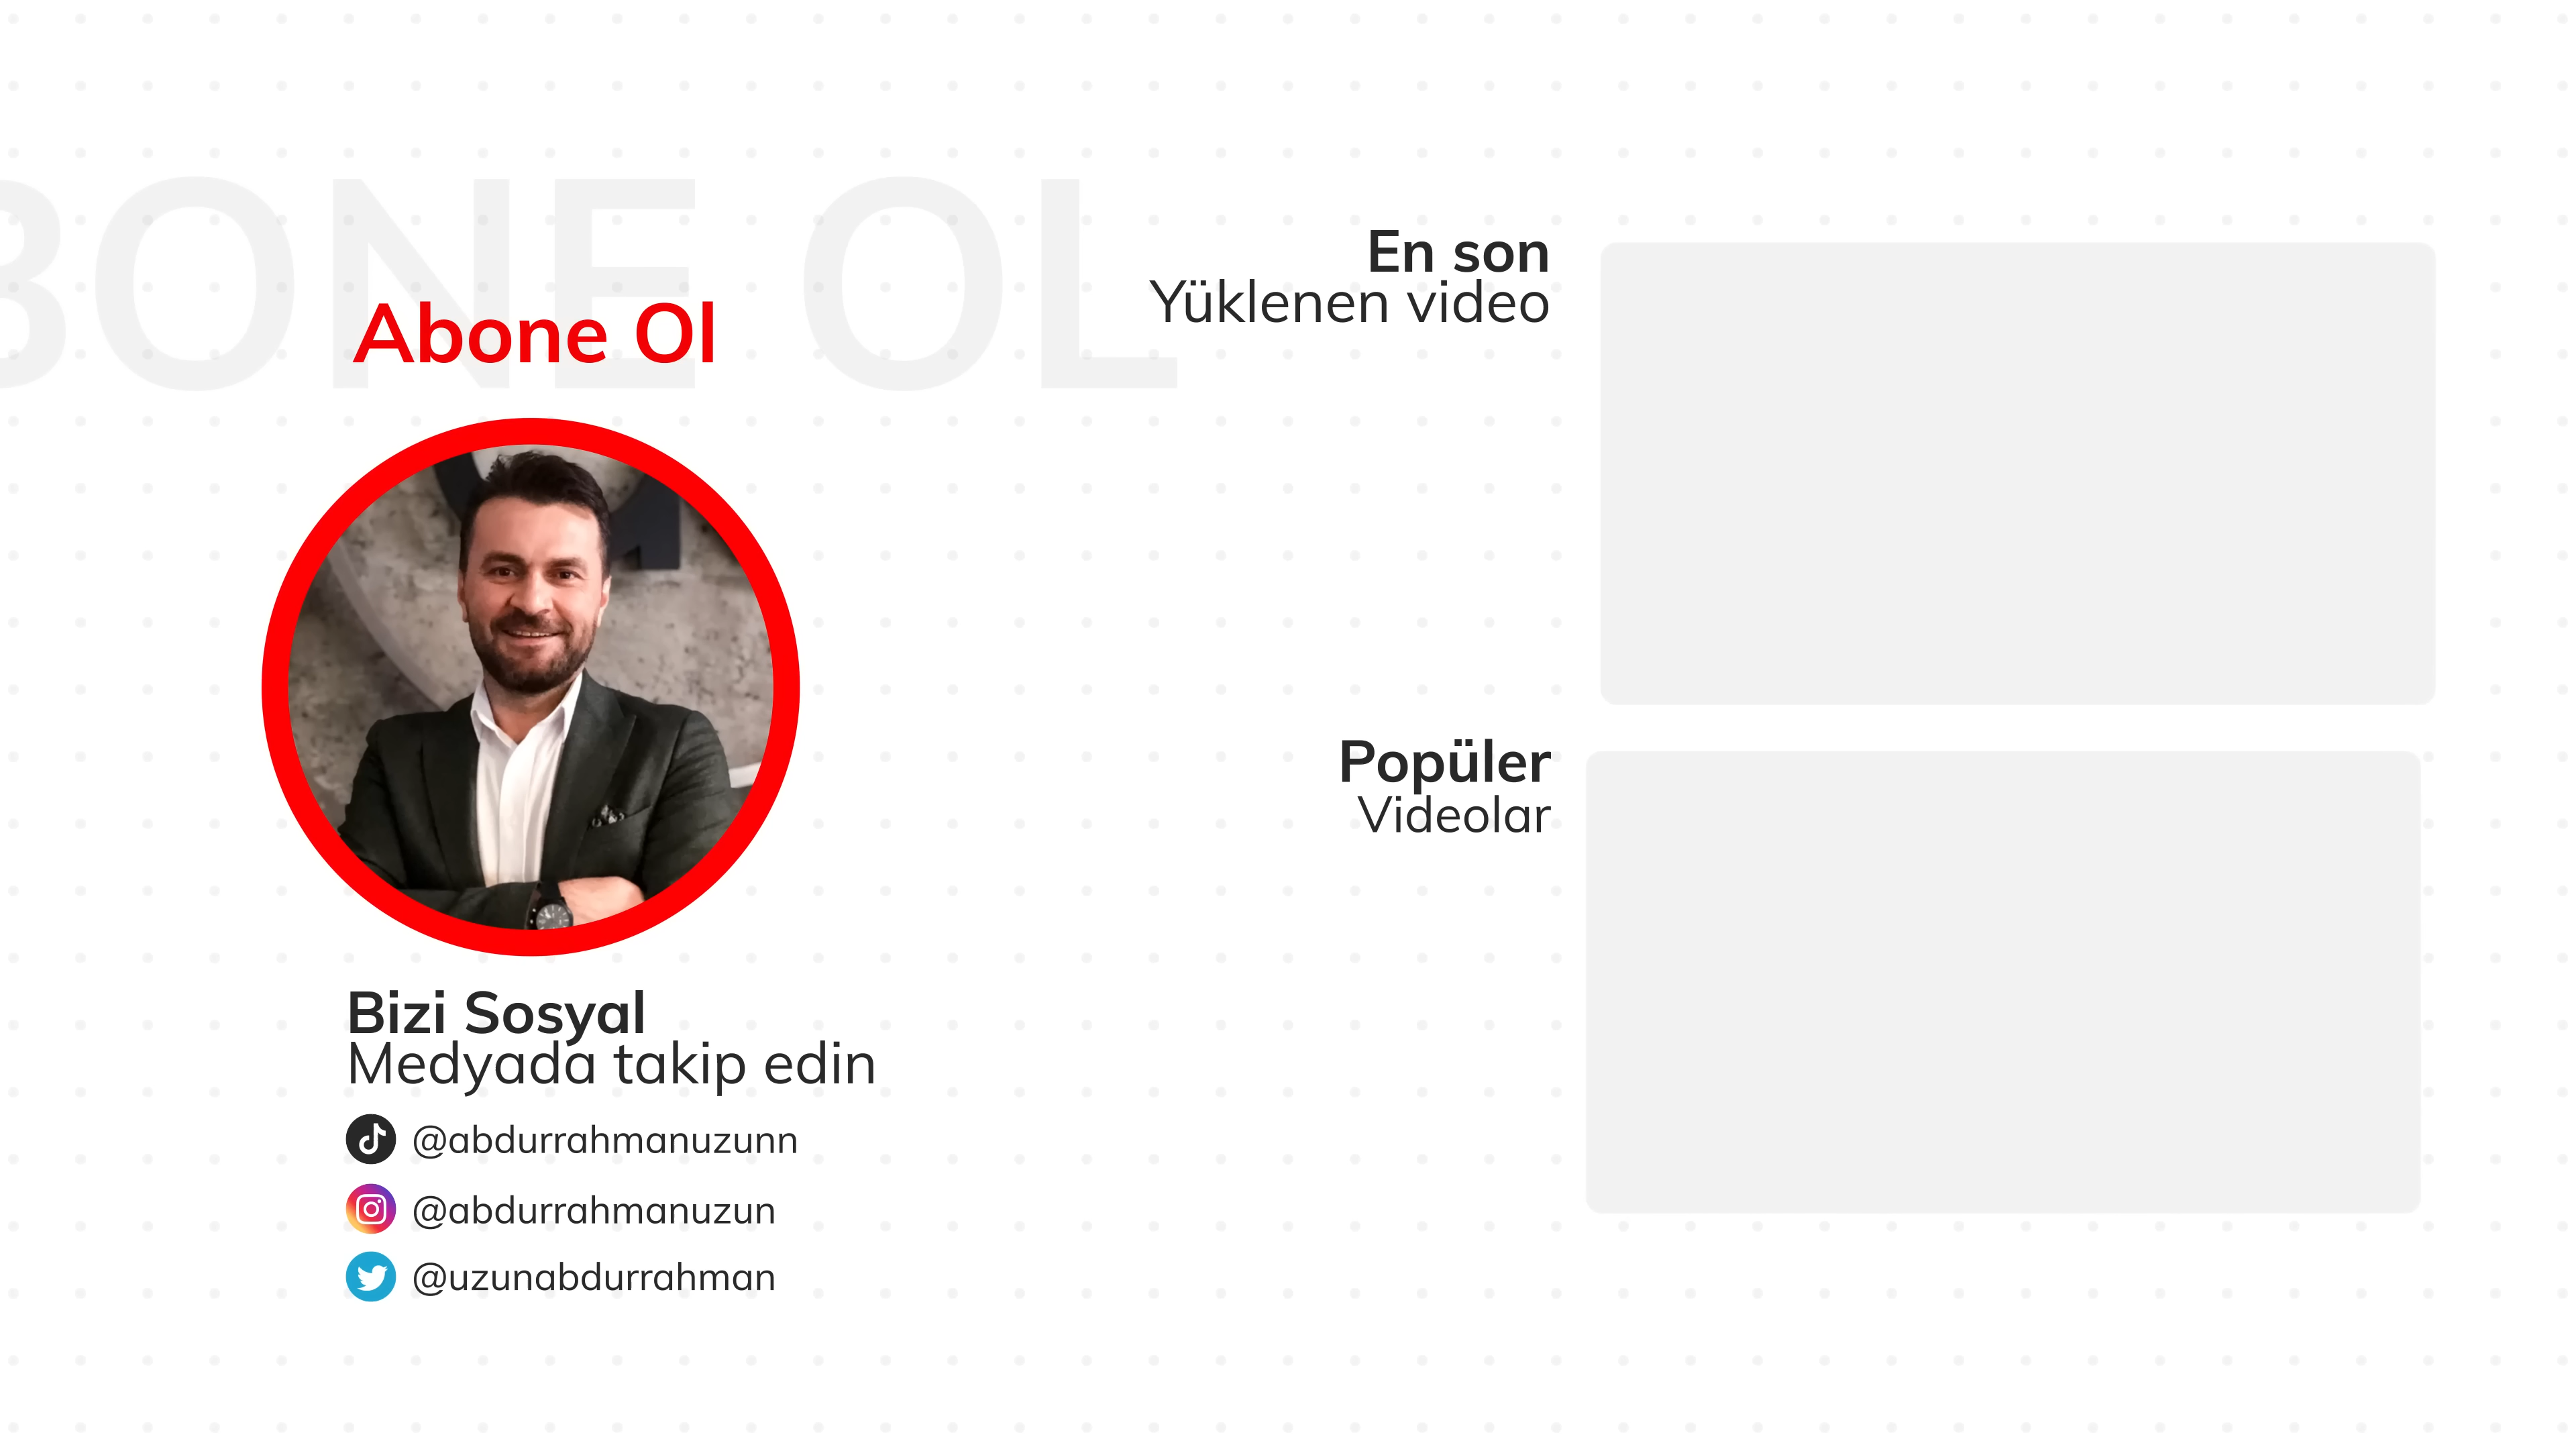 BONE OL
Abone Ol
Bizi Sosyal
Medyada takip edin
@abdurrahmanuzunn
@abdurrahmanuzun
@uzunabdurrahman
En son
Yüklenen video
Popüler
Videolar